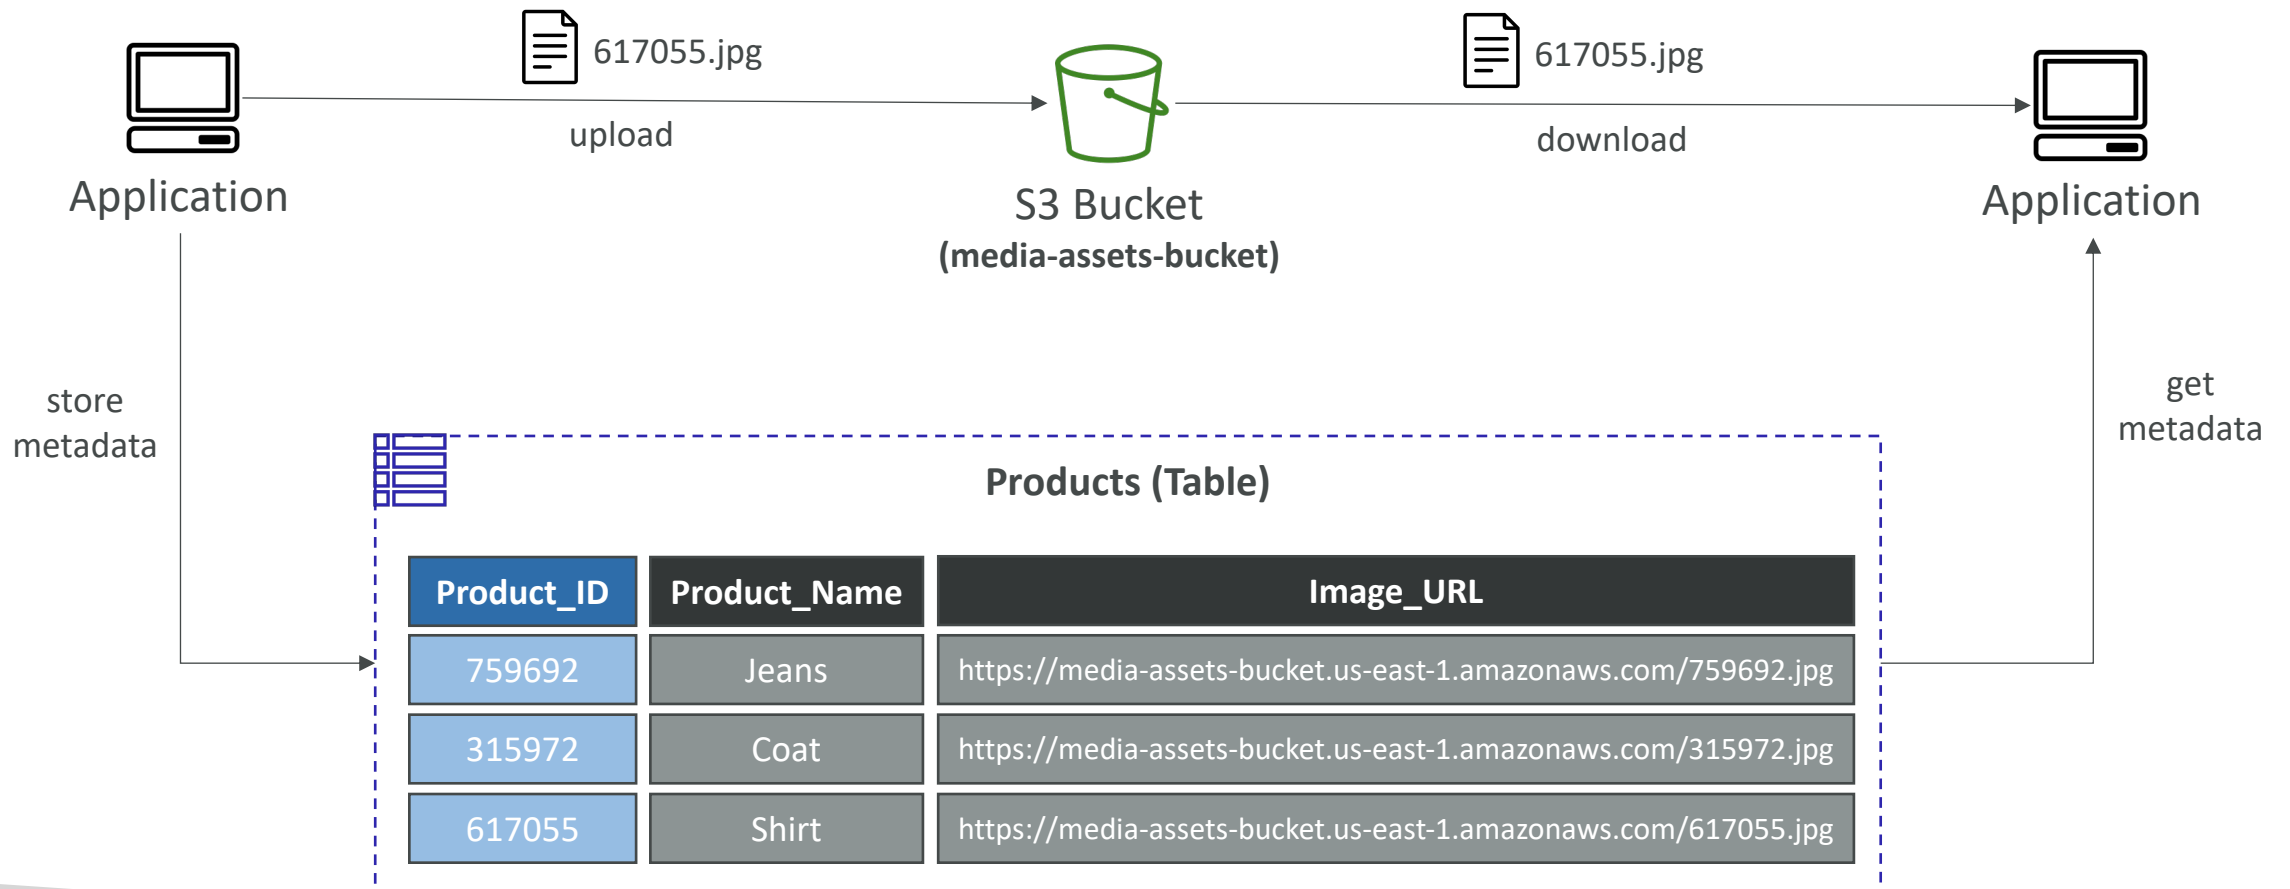 617055.jpg
617055.jpg
upload
download
Application
S3 Bucket
(media-assets-bucket)
Application
store
metadata
get
metadata
Products (Table)
Product_ID Product_Name Image_URL
759692 Jeans https://media-assets-bucket.us-east-1.amazonaws.com/759692.jpg
315972 Coat https://media-assets-bucket.us-east-1.amazonaws.com/315972.jpg
617055 Shirt https://media-assets-bucket.us-east-1.amazonaws.com/617055.jpg